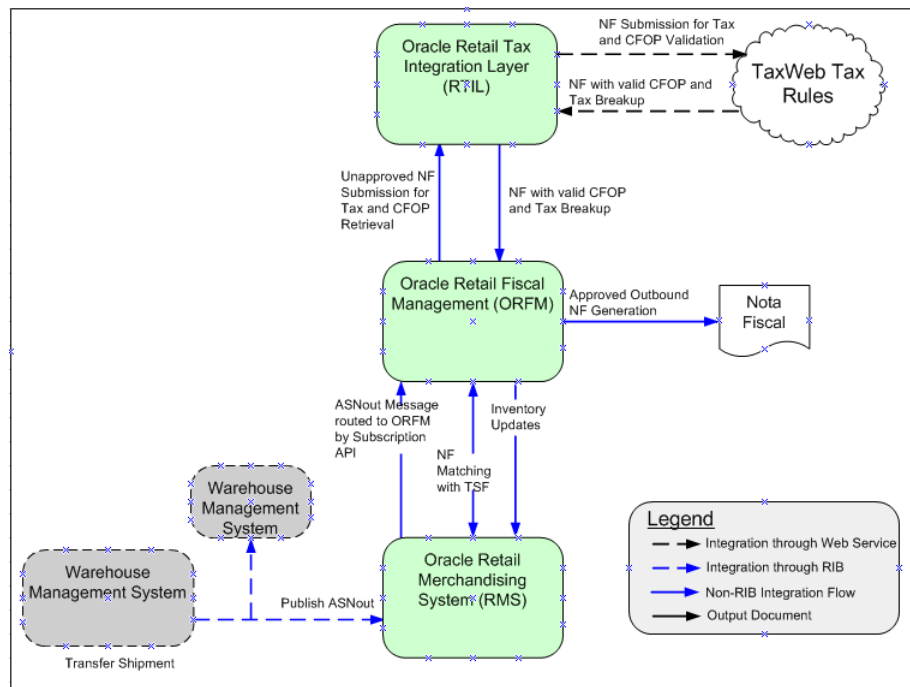 Oracle Retail Tax
Integration Layer
(RTIL)
NF Submission for Tax
and CFOP Validation
NF with valid CFOP and
Tax Breakup
TaxWeb Tax
Rules
Unapproved NF
Submission for
Tax and CFOP
Retrieval
NF with valid CFOP
and Tax Breakup
Oracle Retail Fiscal
Management (ORFM)
Approved Outbound
NF Generation
Nota
Fiscal
ASNout Message
routed to ORFM
by Subscription
API
NF
Matching
with TSF
Inventory
Updates
Warehouse
Management
System
Warehouse
Management System
Publish ASNout
Transfer Shipment
Oracle Retail
Merchandising
System (RMS)
Legend
Integration through Web Service
Integration through RIB
Non-RIB Integration Flow
Output Document